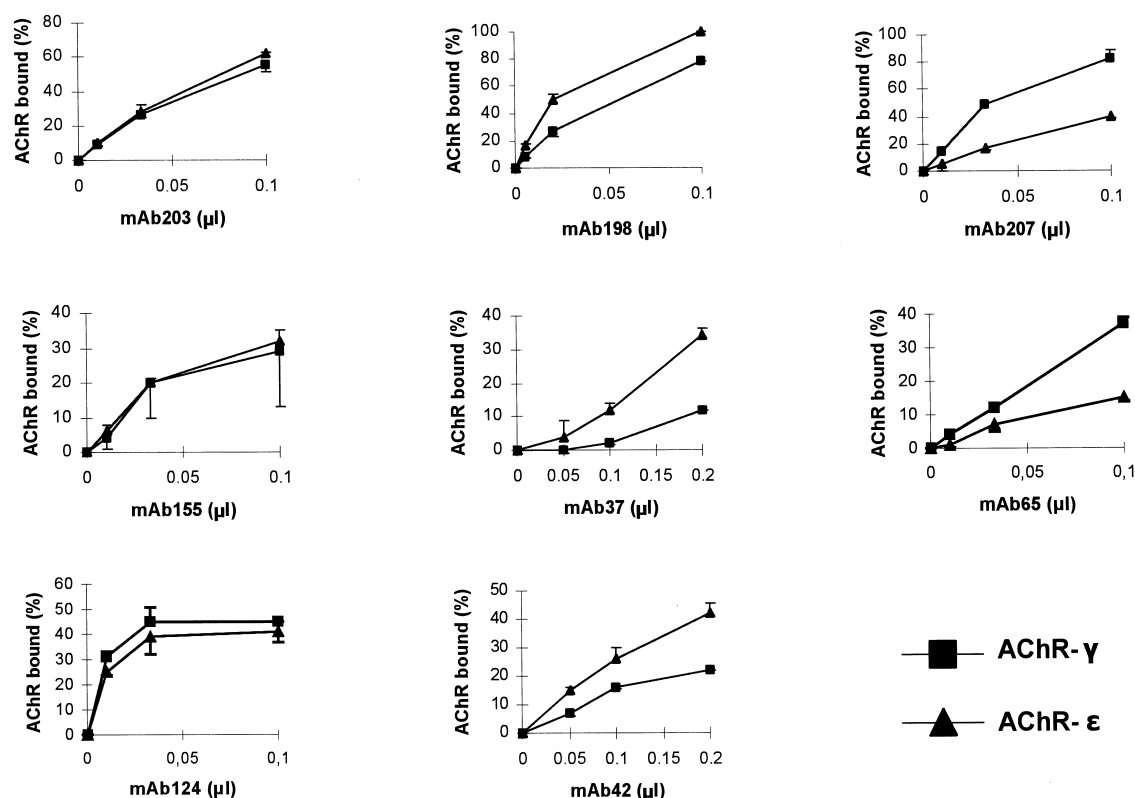 AChR bound (%)
80
60
40
20
0
0 0.05 0.1
mAb203 (µl)
AChR bound (%)
100
80
60
40
20
0
0 0.05 0.1
mAb198 (µl)
AChR bound (%)
100
80
60
40
20
0
0 0.05 0.1
mAb207 (µl)
AChR bound (%)
40
30
20
10
0
0 0.05 0.1
mAb155 (µl)
AChR bound (%)
40
30
20
10
0
0 0.05 0.1 0.15 0.2
mAb37 (µl)
AChR bound (%)
40
30
20
10
0
0 0,05 0,1
mAb65 (µl)
AChR bound (%)
60
50
40
30
20
10
0
0 0,05 0,1
mAb124 (µl)
AChR bound (%)
50
40
30
20
10
0
0 0.05 0.1 0.15 0.2
mAb42 (µl)
AChR- γ
AChR- ε